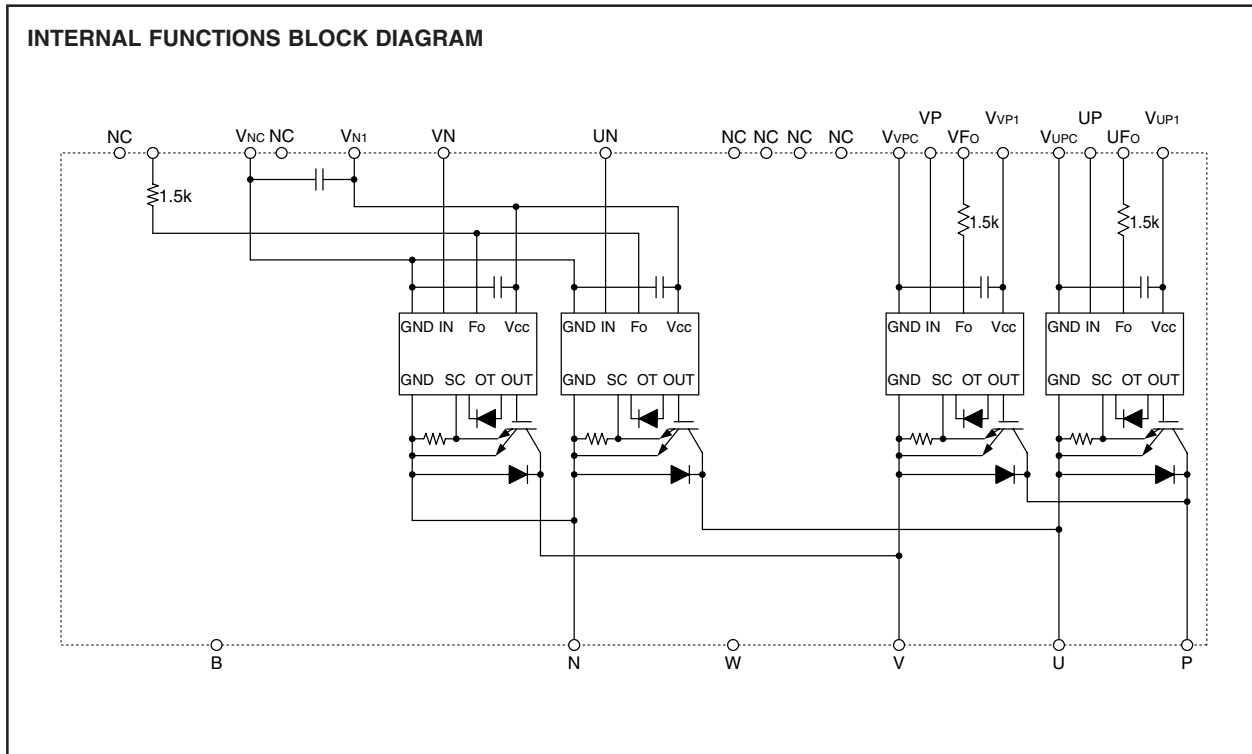 INTERNAL FUNCTIONS BLOCK DIAGRAM
NC VNC NC VN1 VN UN NC NC NC NC VVPC VP VFO VVP1 VUPC UP UFO VUP1
1.5k 1.5k 1.5k
GND IN FO VCC GND IN FO VCC GND IN FO VCC GND IN FO VCC
GND SC OT OUT GND SC OT OUT GND SC OT OUT GND SC OT OUT
B N W V U P